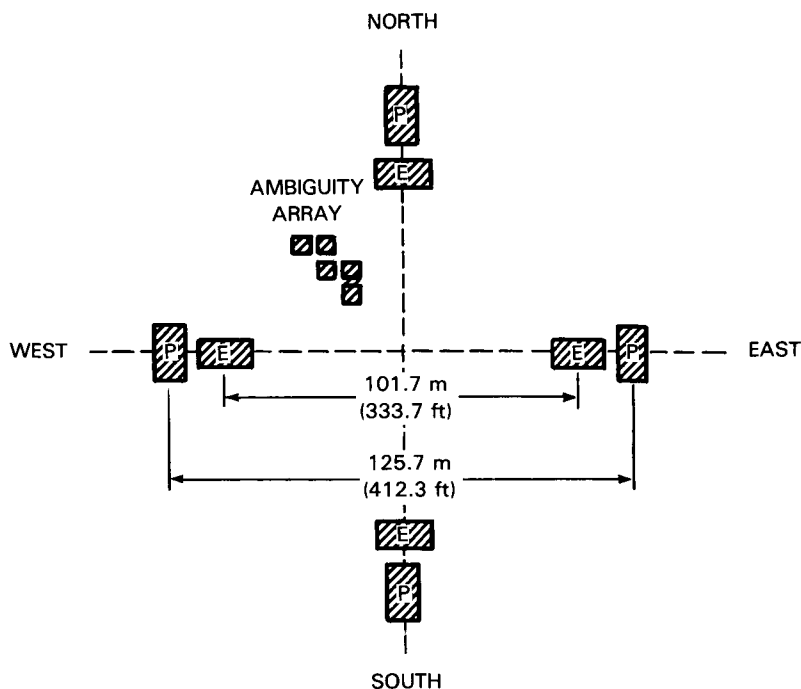 NORTH
P
E
AMBIGUITY
ARRAY
WEST
P
E
E
P
EAST
101.7 m
(333.7 ft)
125.7 m
(412.3 ft)
E
P
SOUTH